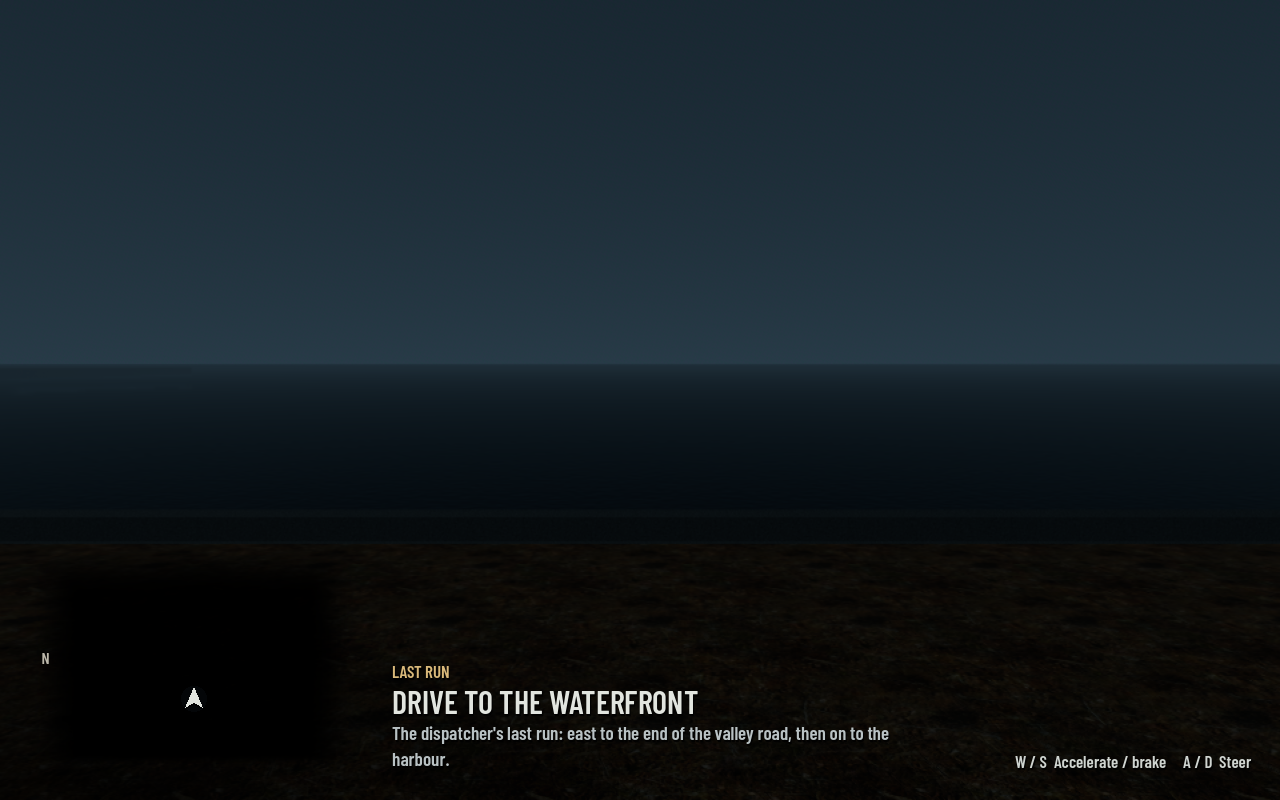 N
LAST RUN
DRIVE TO THE WATERFRONT
The dispatcher's last run: east to the end of the valley road, then on to the
harbour.
W / S Accelerate / brake A / D Steer